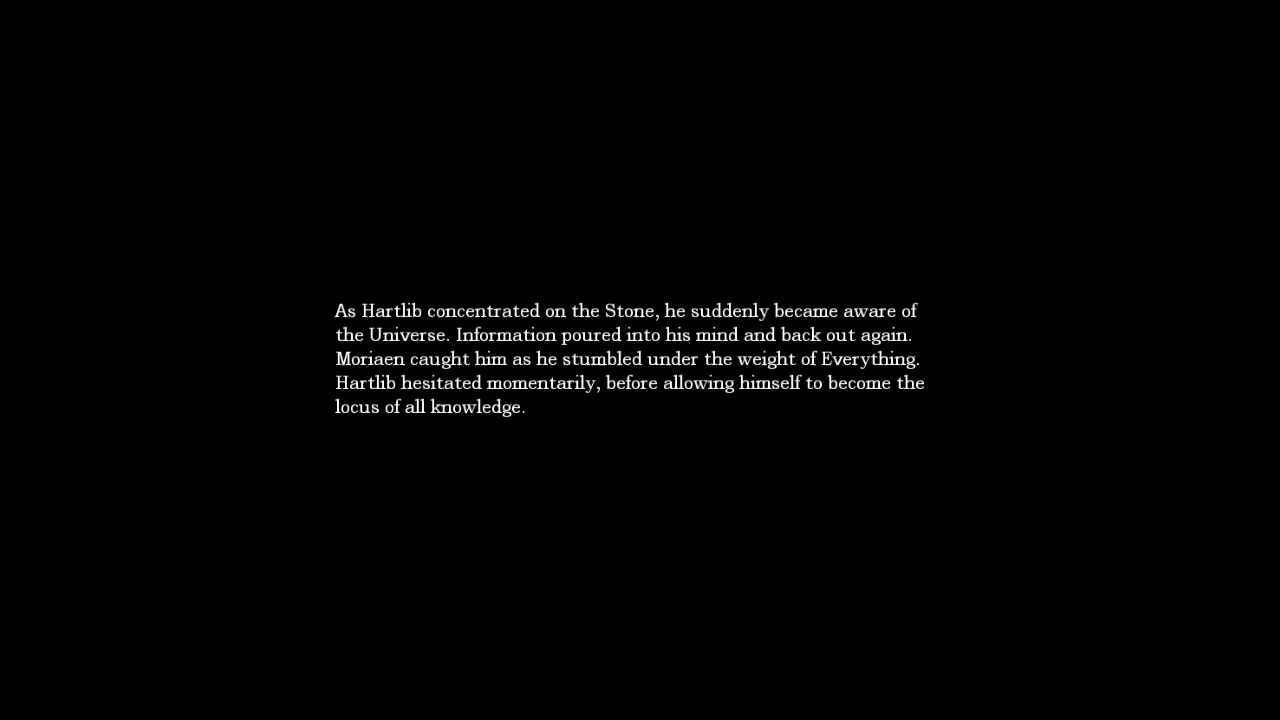 As Hartlib concentrated on the Stone, he suddenly became aware of
the Universe. Information poured into his mind and back out again.
Moriaen caught him as he stumbled under the weight of Everything.
Hartlib hesitated momentarily, before allowing himself to become the
locus of all knowledge.